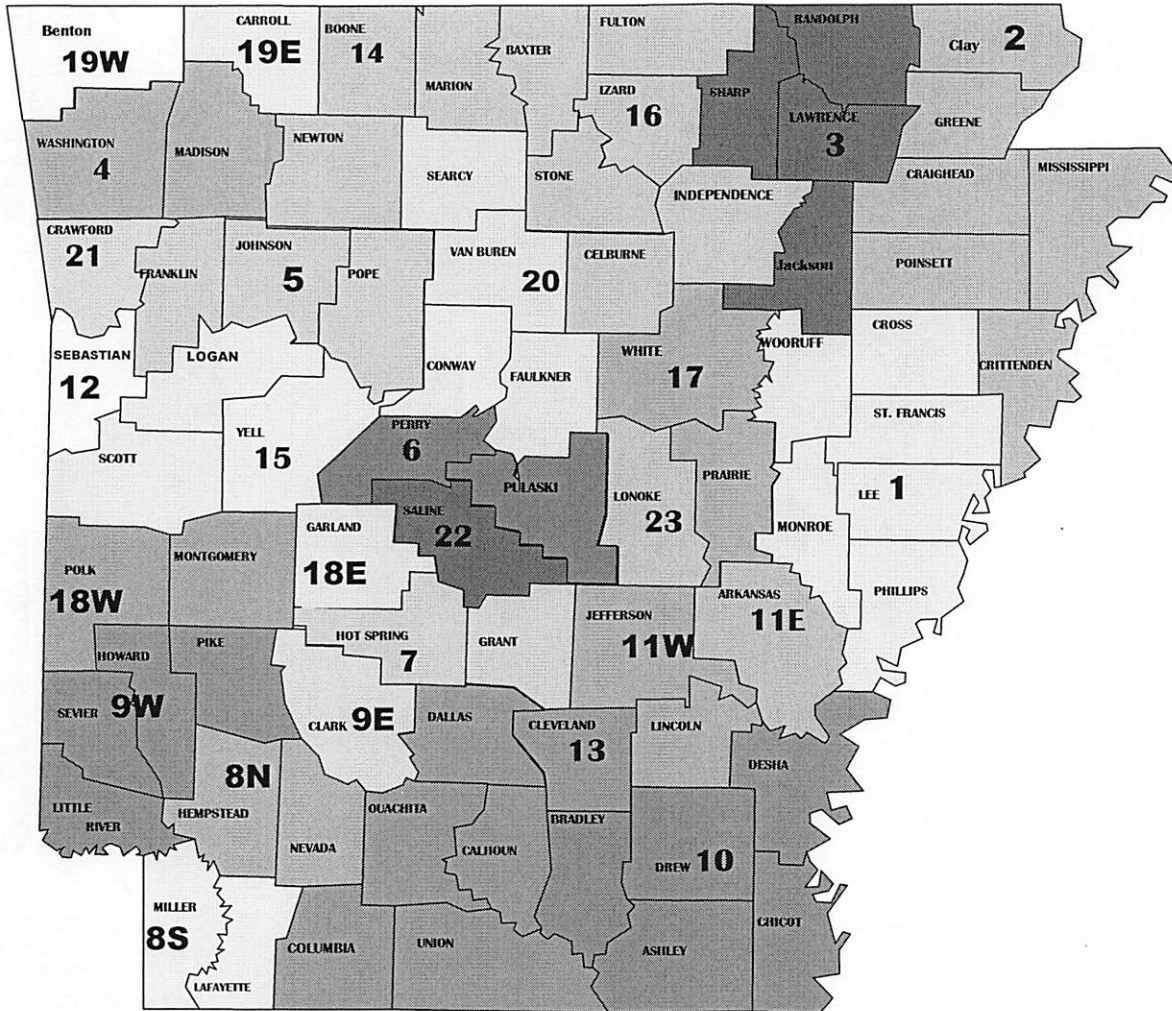 Benton
19W
CARROLL
19E
BOONE
14
MARION
BAXTER
FULTON
IZARD
16
SHARP
RANDOLPH
LAWRENCE
3
Clay 2
GREENE
WASHINGTON
4
MADISON
NEWTON
SEARCY
STONE
INDEPENDENCE
CRAIGHEAD
MISSISSIPPI
CRAWFORD
21
FRANKLIN
JOHNSON
5
POPE
VAN BUREN
20
CELBURNE
Jackson
POINSETT
SEBASTIAN
12
LOGAN
CONWAY
FAULKNER
WHITE
17
WOORUFF
CROSS
CRITTENDEN
ST. FRANCIS
SCOTT
YELL
15
PERRY
6
PULASKI
SALINE
22
LONOKE
23
PRAIRIE
MONROE
LEE 1
PHILLIPS
POLK
18W
MONTGOMERY
GARLAND
18E
HOT SPRING
7
GRANT
JEFFERSON
11W
ARKANSAS
11E
HOWARD
PIKE
SEVIER
9W
CLARK 9E
DALLAS
CLEVELAND
13
LINCOLN
DESHA
LITTLE
RIVER
8N
HEMPSTEAD
NEVADA
OUACHITA
CALHOUN
BRADLEY
DREW 10
CHICOT
MILLER
8S
LAFAYETTE
COLUMBIA
UNION
ASHLEY